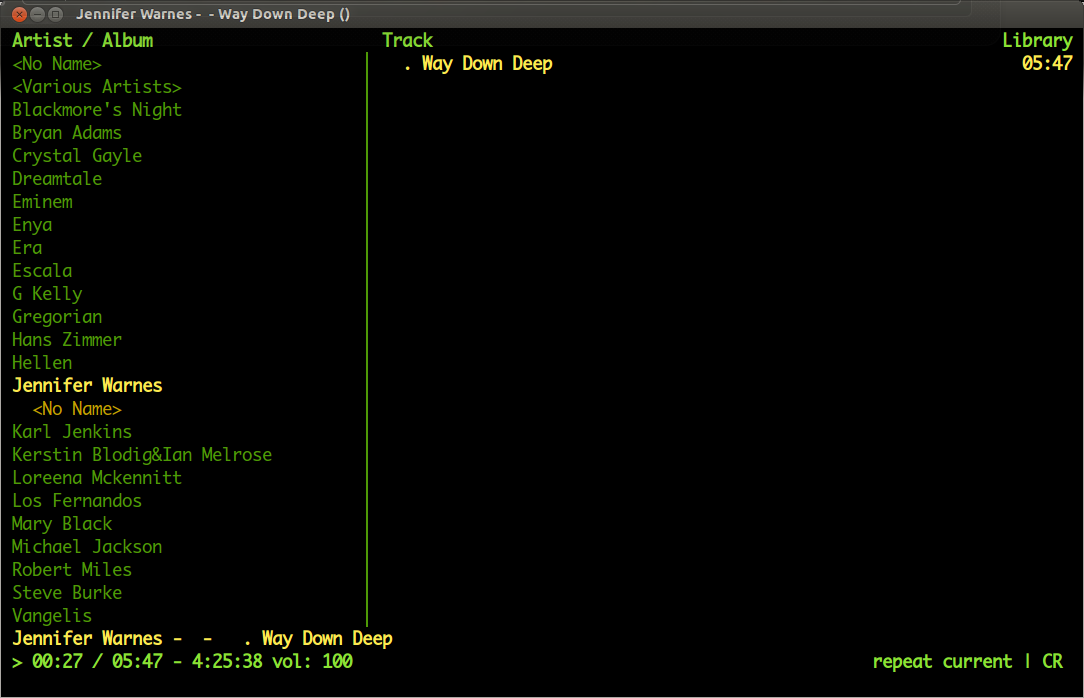 Jennifer Warnes -  - Way Down Deep ()
Artist / Album Track Library
<No Name> . Way Down Deep 05:47
<Various Artists>
Blackmore's Night
Bryan Adams
Crystal Gayle
Dreamtale
Eminem
Enya
Era
Escala
G Kelly
Gregorian
Hans Zimmer
Hellen
Jennifer Warnes
<No Name>
Karl Jenkins
Kerstin Blodig&Ian Melrose
Loreena Mckennitt
Los Fernandos
Mary Black
Michael Jackson
Robert Miles
Steve Burke
Vangelis
Jennifer Warnes -  -   . Way Down Deep
> 00:27 / 05:47 - 4:25:38 vol: 100 repeat current | CR